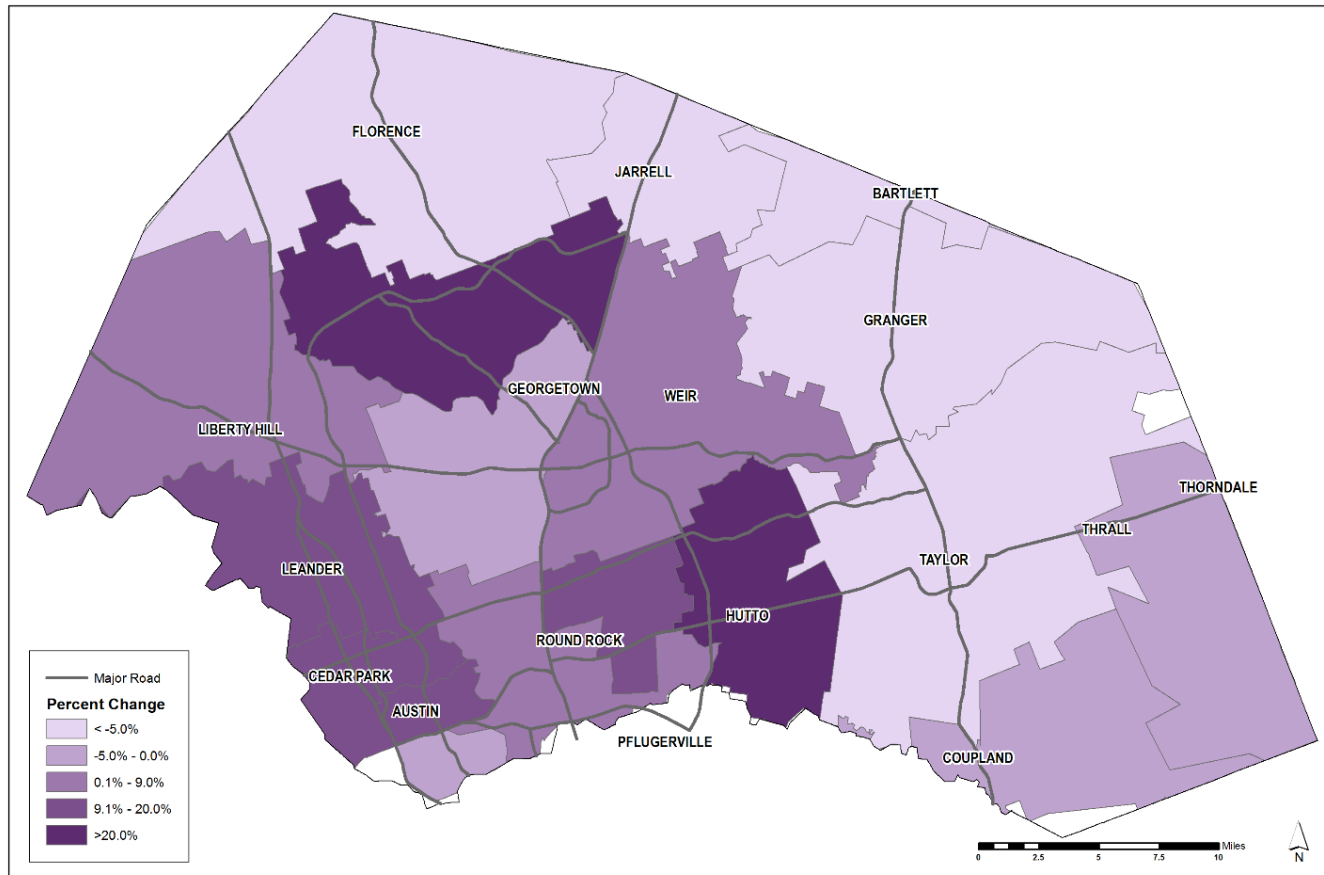 FLORENCE
JARRELL
BARTLETT
GRANGER
GEORGETOWN
WEIR
LIBERTY HILL
THORNDALE
THRALL
TAYLOR
LEANDER
HUTTO
ROUND ROCK
CEDAR PARK
AUSTIN
PFLUGERVILLE
COUPLAND
Major Road
Percent Change
< -5.0%
-5.0% - 0.0%
0.1% - 9.0%
9.1% - 20.0%
>20.0%
Miles
0 2.5 5 7.5 10
N